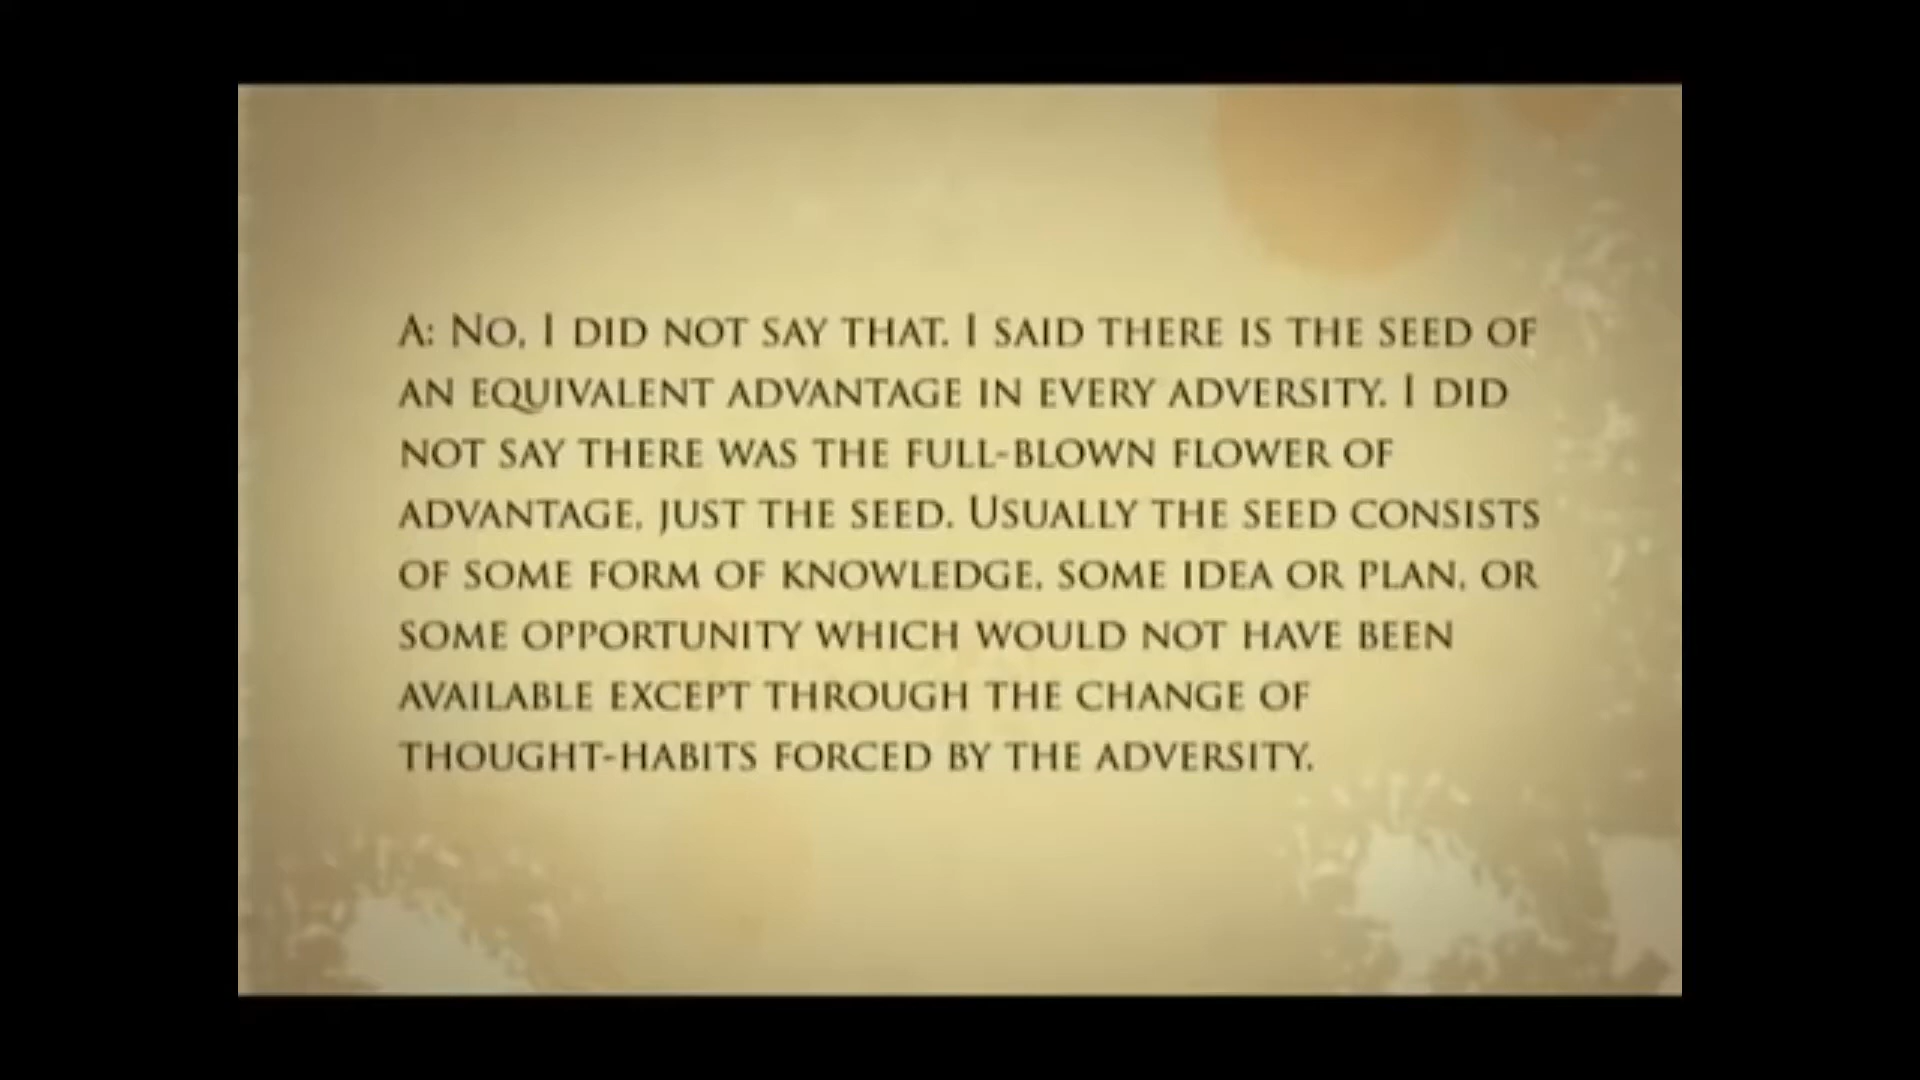 A: No, I did not say that. I said there is the seed of
an equivalent advantage in every adversity. I did
not say there was the full-blown flower of
advantage, just the seed. Usually the seed consists
of some form of knowledge, some idea or plan, or
some opportunity which would not have been
available except through the change of
thought-habits forced by the adversity.